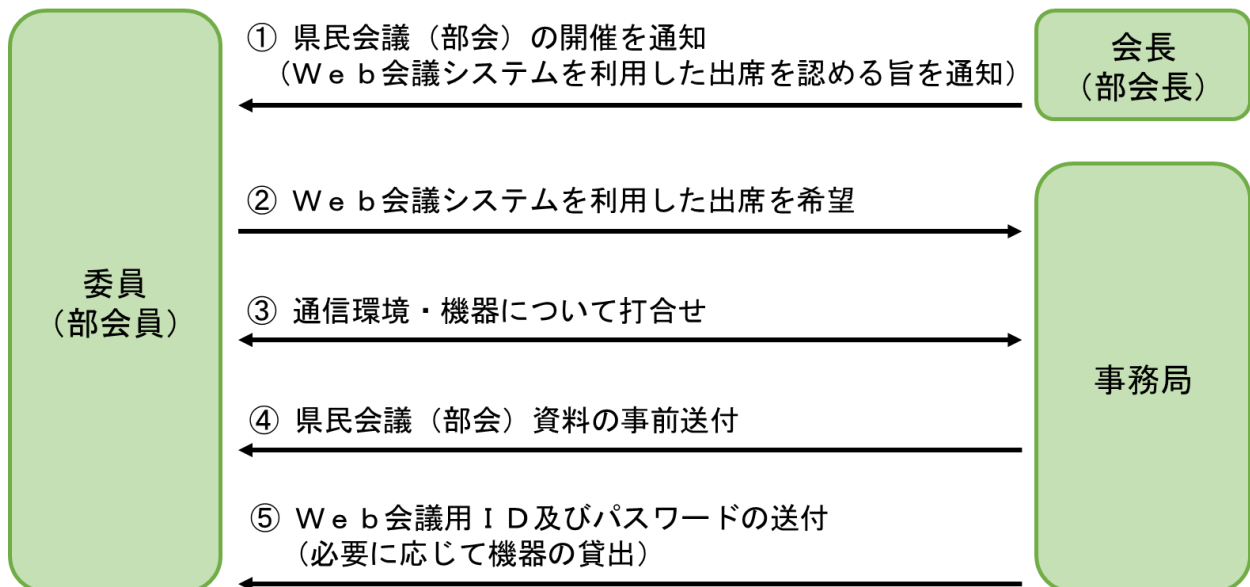 ① 県民会議（部会）の開催を通知
（Ｗｅｂ会議システムを利用した出席を認める旨を通知）
会長
（部会長）
② Ｗｅｂ会議システムを利用した出席を希望
委員
（部会員）
③ 通信環境・機器について打合せ
事務局
④ 県民会議（部会）資料の事前送付
⑤ Ｗｅｂ会議用ＩＤ及びパスワードの送付
（必要に応じて機器の貸出）